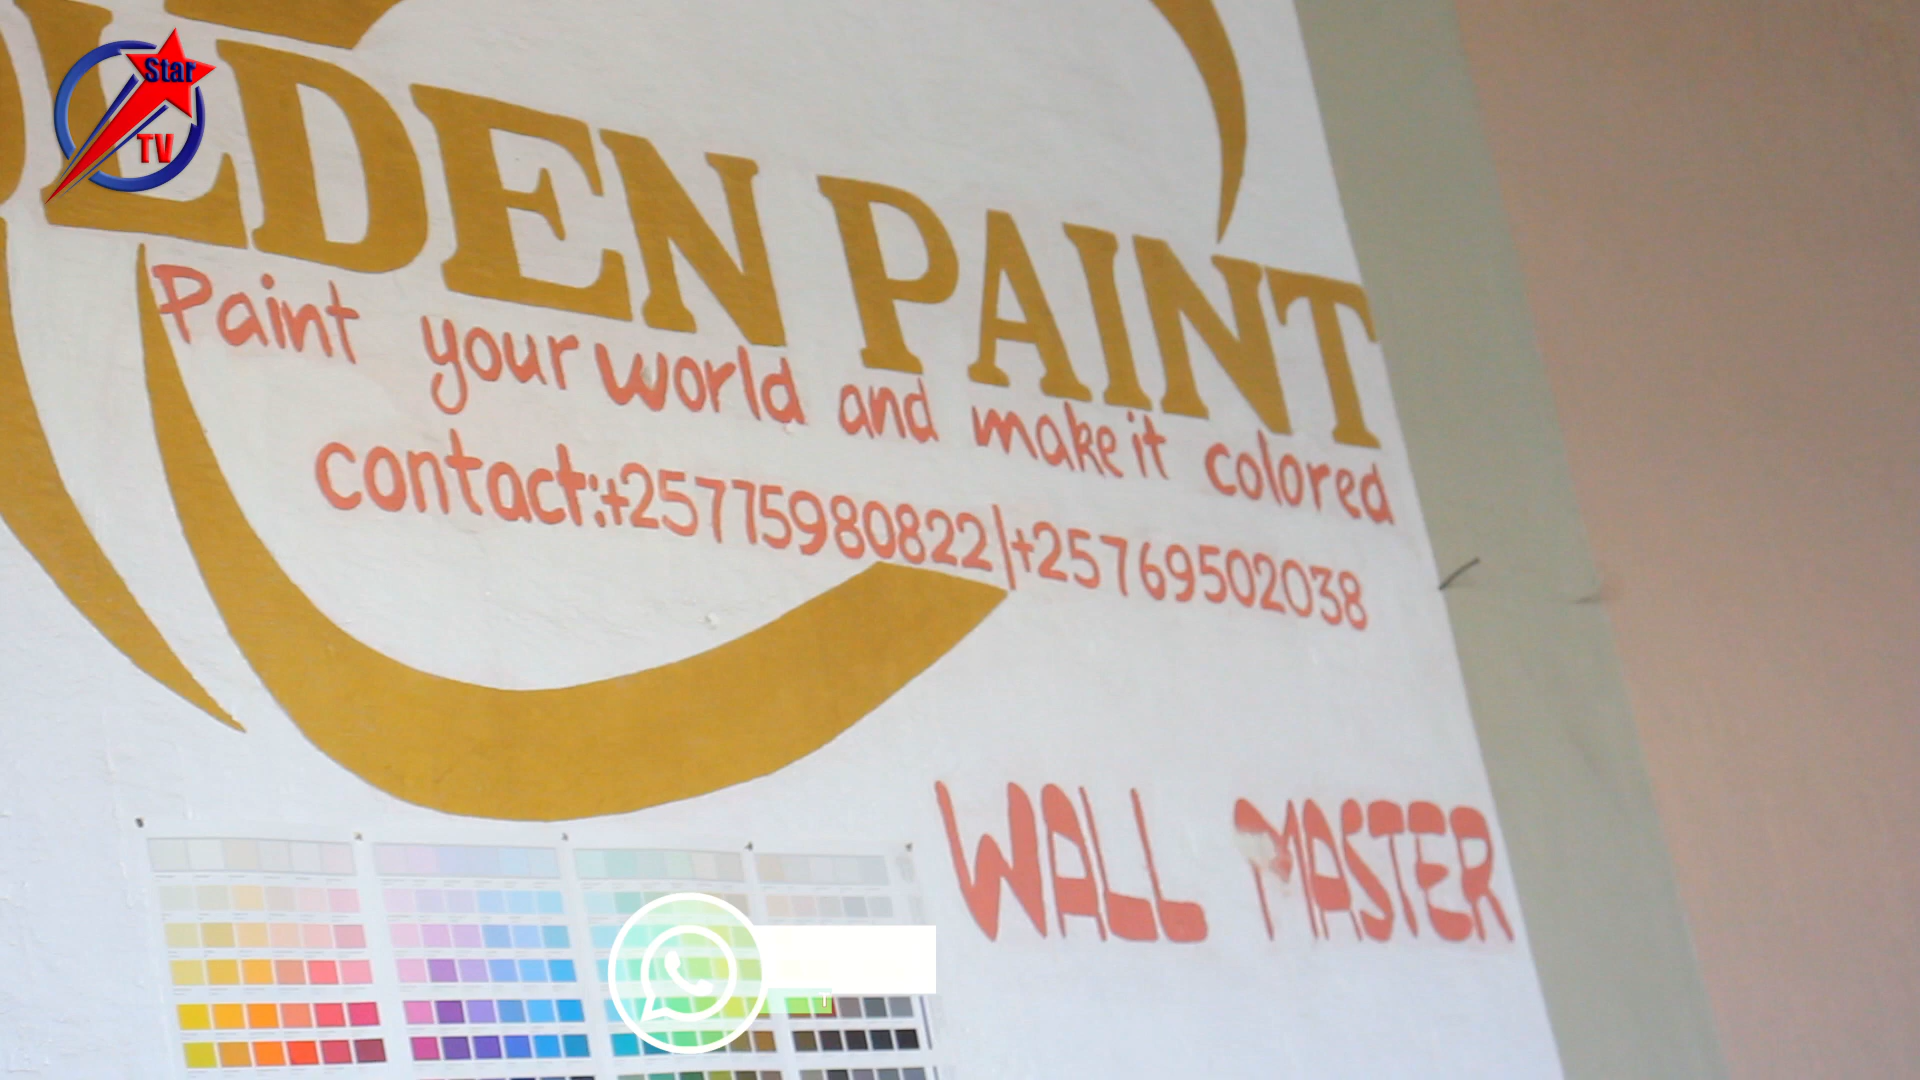 Star
TV
LDEN PAINT
Paint your world and make it colored
contact:+25775980822|+25769502038
WALL MASTER